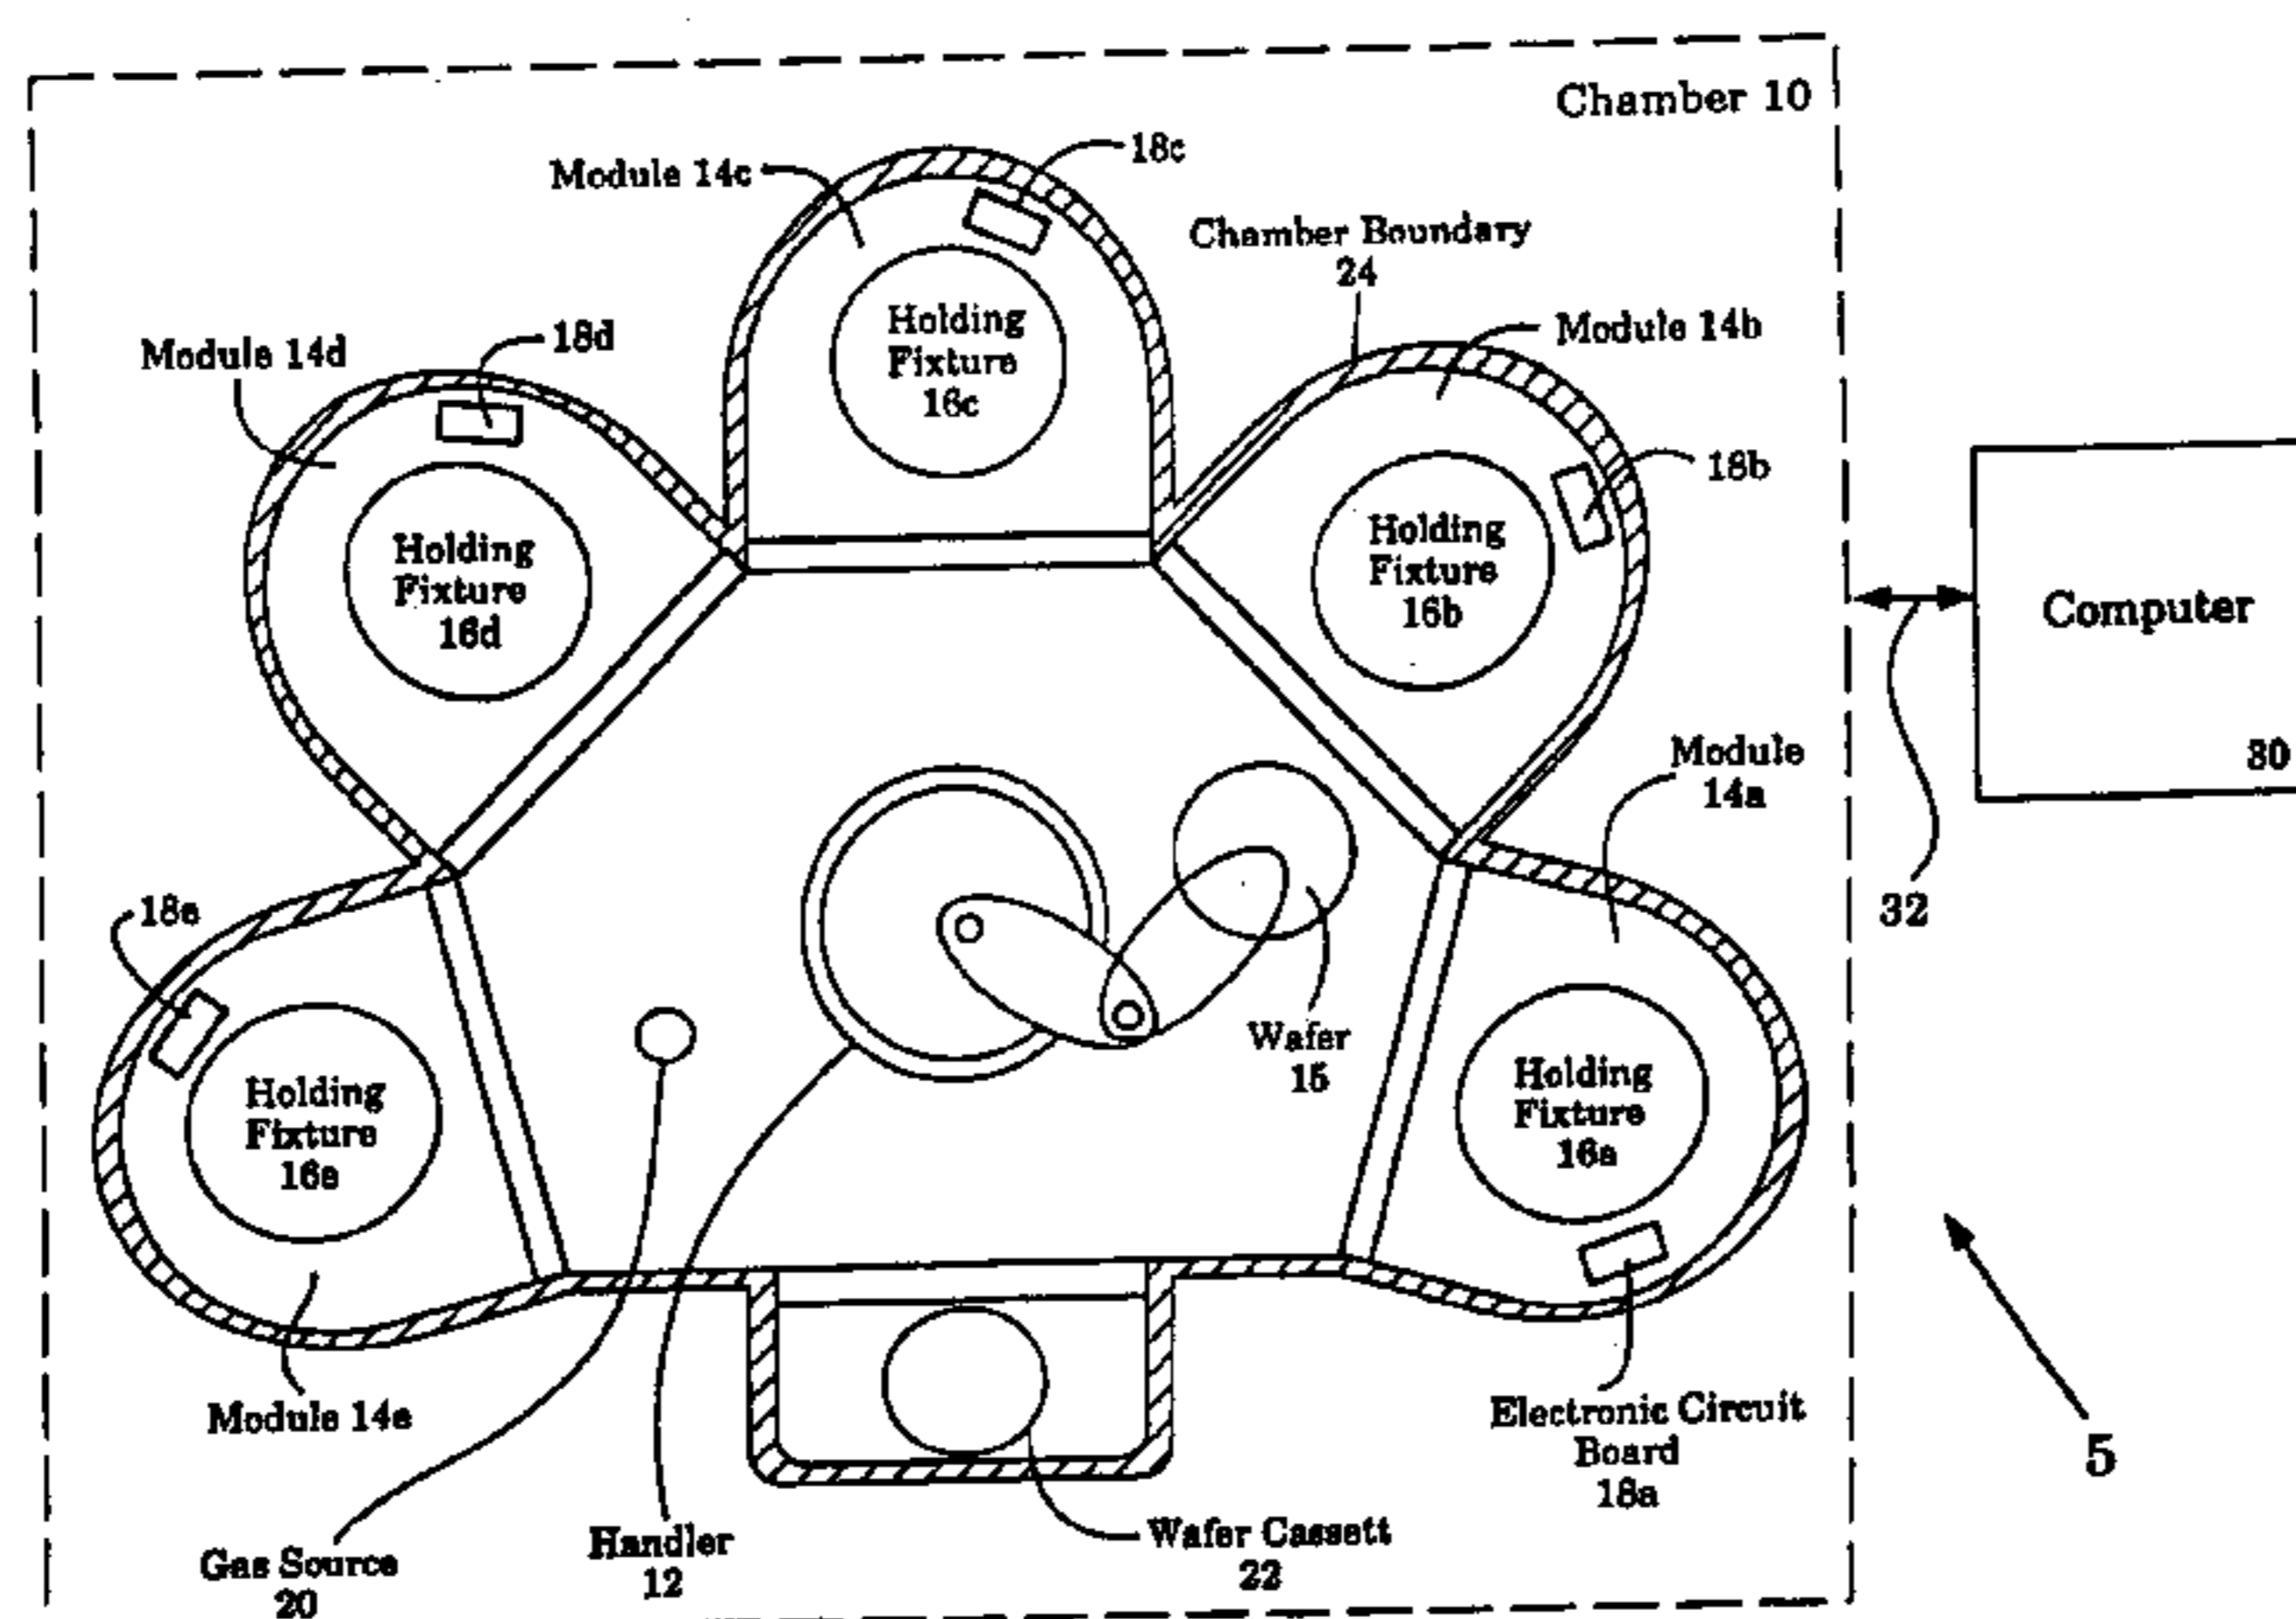 Chamber 10
Module 14c
18c
Chamber Boundary
24
Module 14b
18d
Module 14d
Holding
Fixture
16c
18b
Holding
Fixture
16d
Holding
Fixture
16b
Computer
30
Module
14a
32
18e
Wafer
15
Holding
Fixture
16e
Holding
Fixture
16a
Module 14e
Electronic Circuit
Board
18a
5
Gas Source
20
Handler
12
Wafer Cassett
22